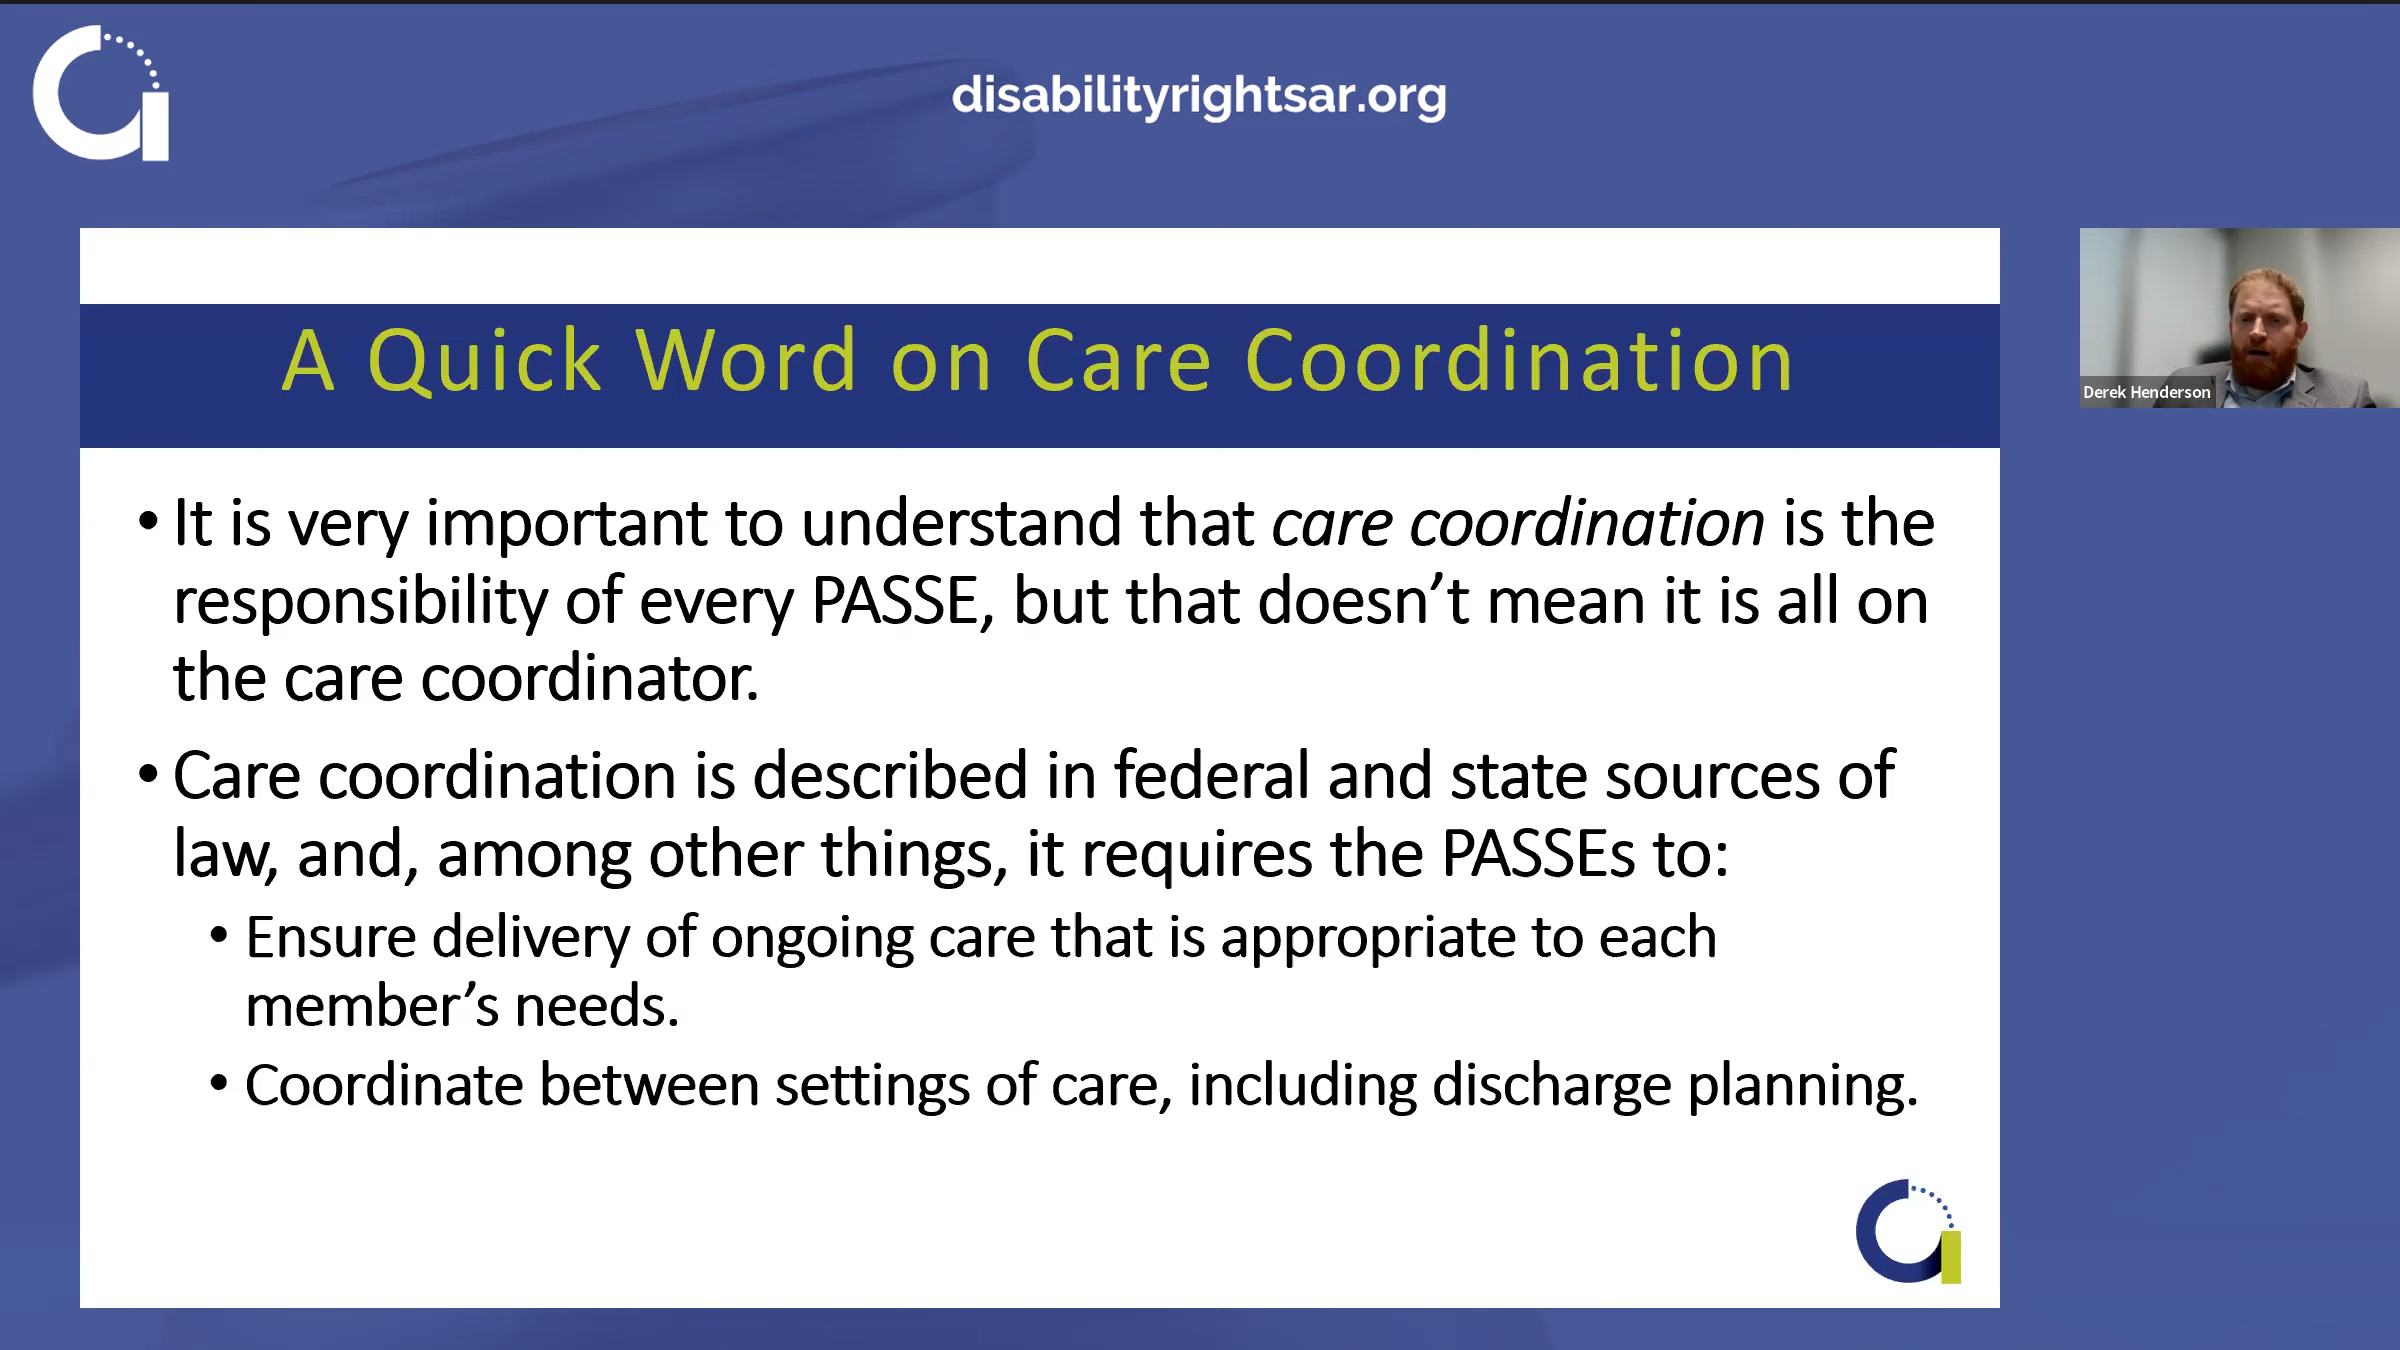 disabilityrightsar.org
A Quick Word on Care Coordination
Derek Henderson
• It is very important to understand that care coordination is the
responsibility of every PASSE, but that doesn’t mean it is all on
the care coordinator.
• Care coordination is described in federal and state sources of
law, and, among other things, it requires the PASSEs to:
• Ensure delivery of ongoing care that is appropriate to each
member’s needs.
• Coordinate between settings of care, including discharge planning.